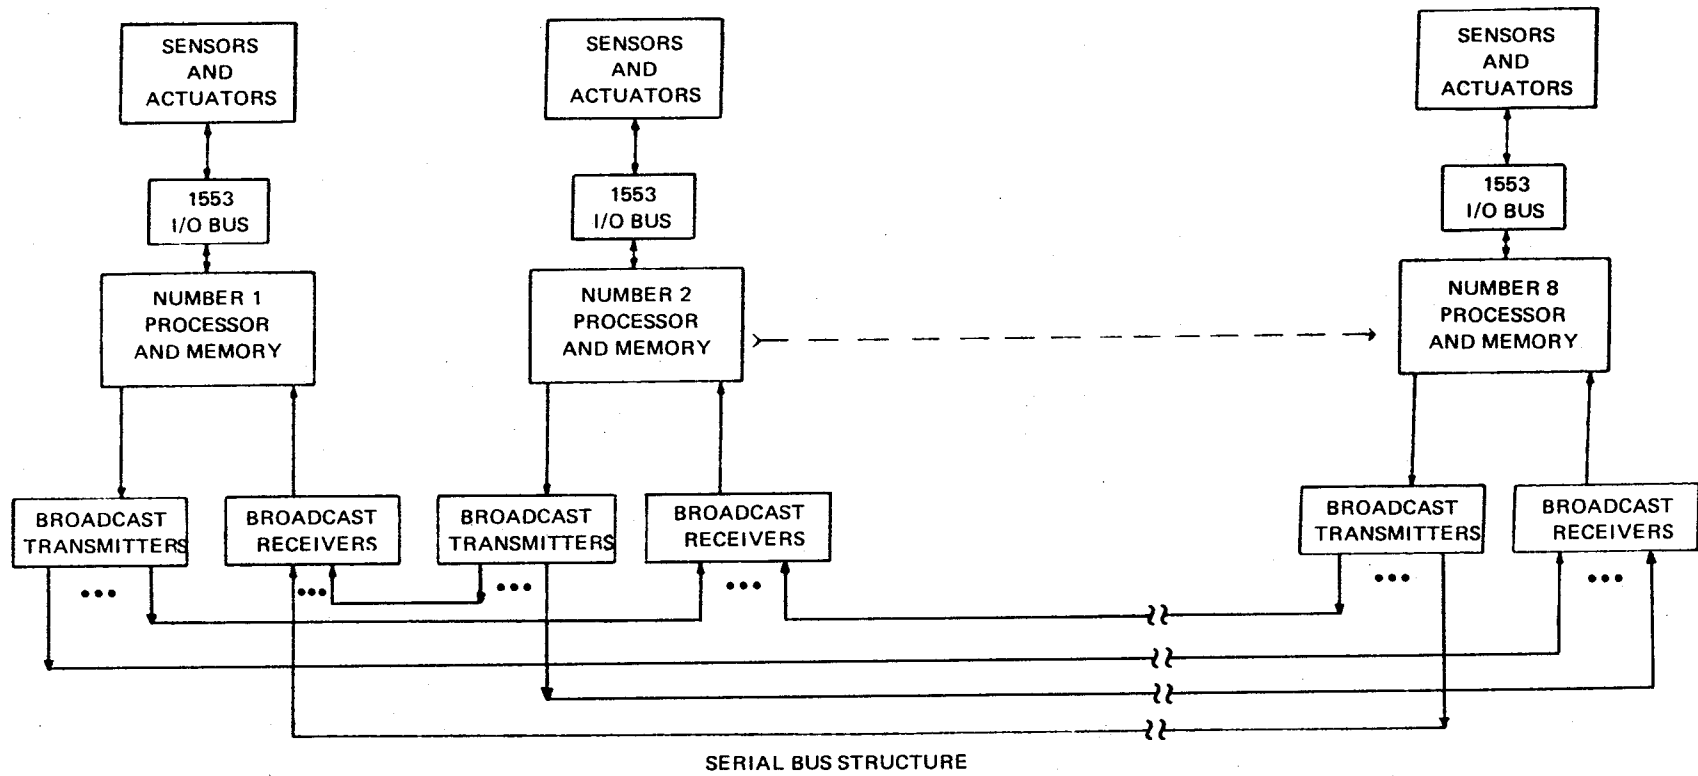 SENSORS
AND
ACTUATORS
SENSORS
AND
ACTUATORS
SENSORS
AND
ACTUATORS
1553
I/O BUS
1553
I/O BUS
1553
I/O BUS
NUMBER 1
PROCESSOR
AND MEMORY
NUMBER 2
PROCESSOR
AND MEMORY
NUMBER 8
PROCESSOR
AND MEMORY
BROADCAST
TRANSMITTERS
BROADCAST
RECEIVERS
BROADCAST
TRANSMITTERS
BROADCAST
RECEIVERS
BROADCAST
TRANSMITTERS
BROADCAST
RECEIVERS
SERIAL BUS STRUCTURE